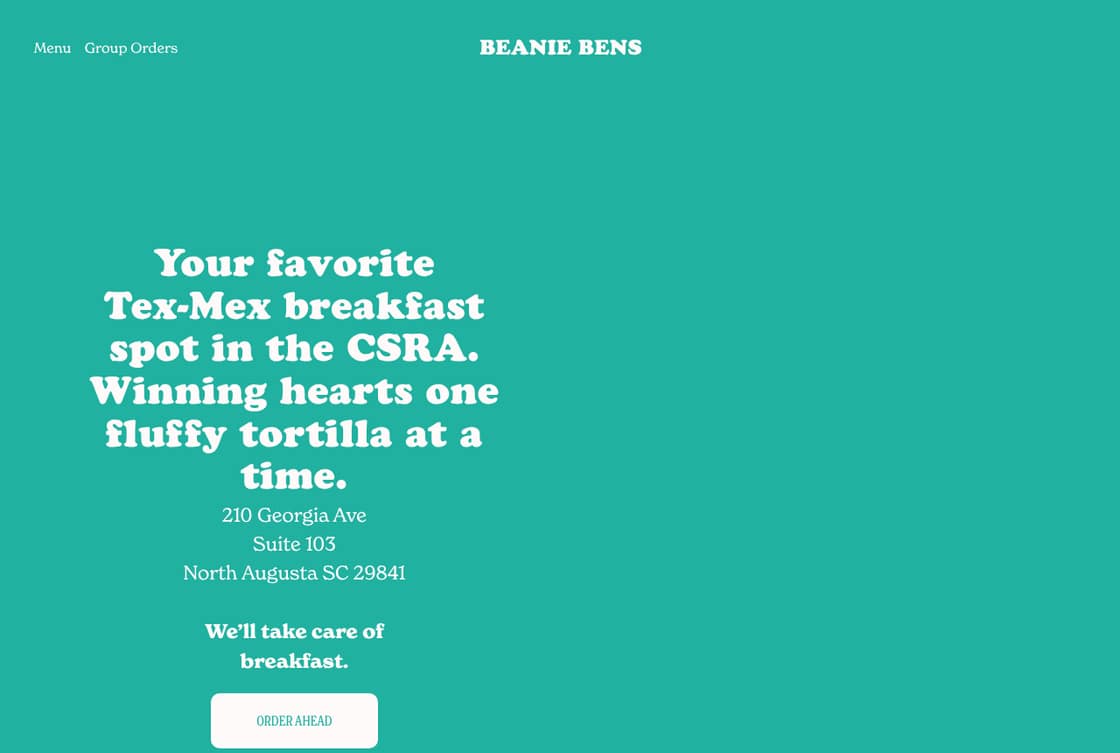 Menu Group Orders
BEANIE BENS
Your favorite
Tex-Mex breakfast
spot in the CSRA.
Winning hearts one
fluffy tortilla at a
time.
210 Georgia Ave
Suite 103
North Augusta SC 29841
We'll take care of
breakfast.
ORDER AHEAD